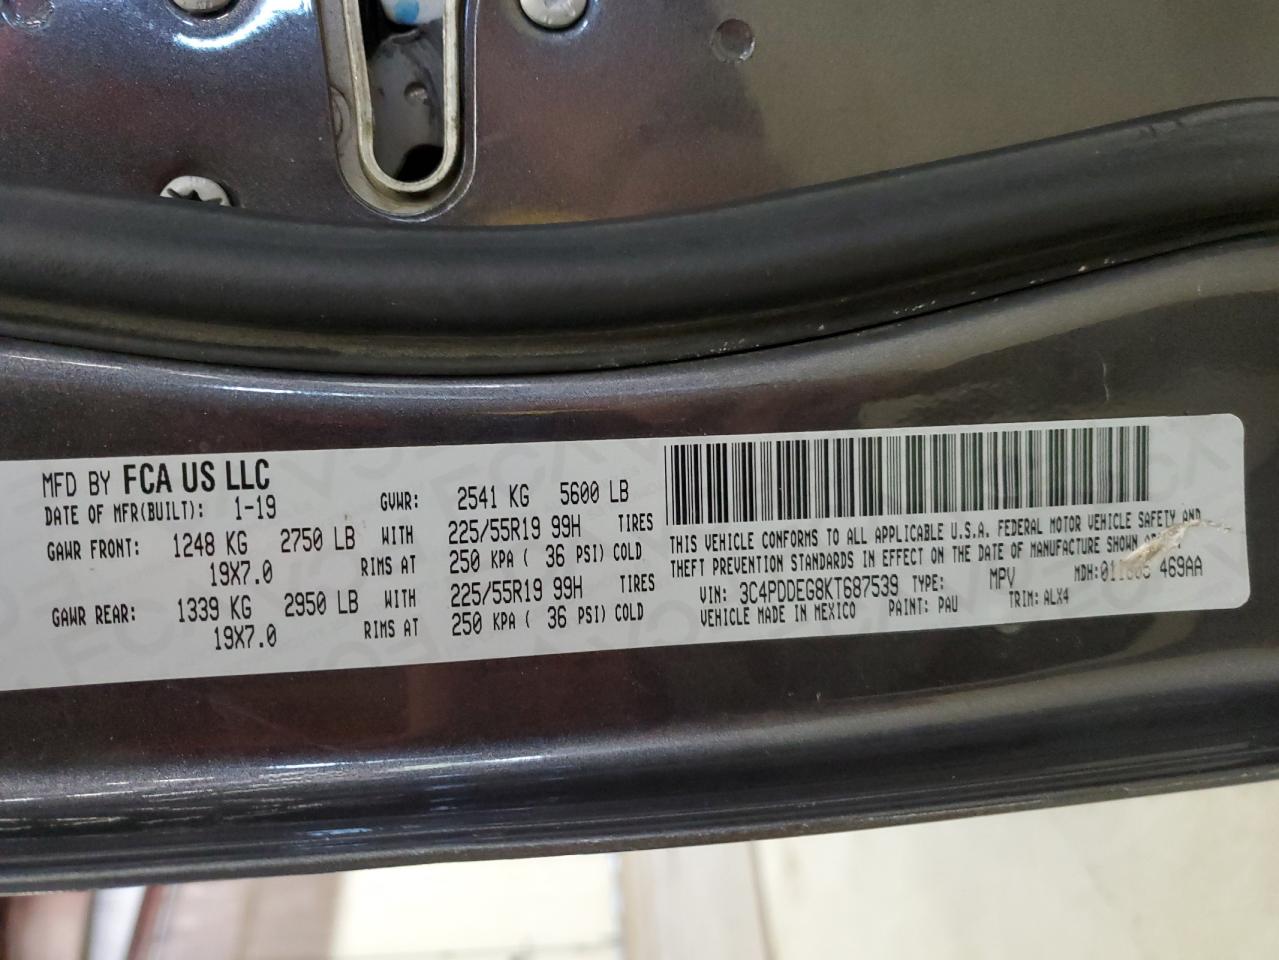 MFD BY FCA US LLC
DATE OF MFR(BUILT): 1-19 GVWR: 2541 KG 5600 LB
GAWR FRONT: 1248 KG 2750 LB WITH 225/55R19 99H TIRES
19X7.0 RIMS AT 250 KPA ( 36 PSI) COLD
GAWR REAR: 1339 KG 2950 LB WITH 225/55R19 99H TIRES
19X7.0 RIMS AT 250 KPA ( 36 PSI) COLD
THIS VEHICLE CONFORMS TO ALL APPLICABLE U.S.A. FEDERAL MOTOR VEHICLE SAFETY AND
THEFT PREVENTION STANDARDS IN EFFECT ON THE DATE OF MANUFACTURE SHOWN
VIN: 3C4PDDEG8KT687539 TYPE: MPV MDH: 469AA
VEHICLE MADE IN MEXICO PAINT: PAU TRIM: ALX4